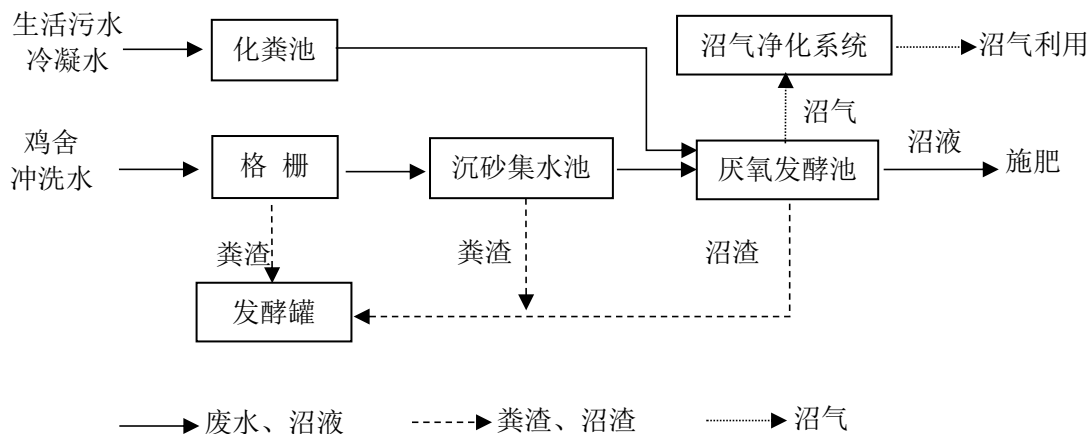 生活污水
冷凝水
化粪池
沼气净化系统
沼气利用
沼气
鸡舍
冲洗水
格 栅
沉砂集水池
厌氧发酵池
沼液
施肥
粪渣
粪渣
沼渣
发酵罐
废水、沼液
粪渣、沼渣
沼气